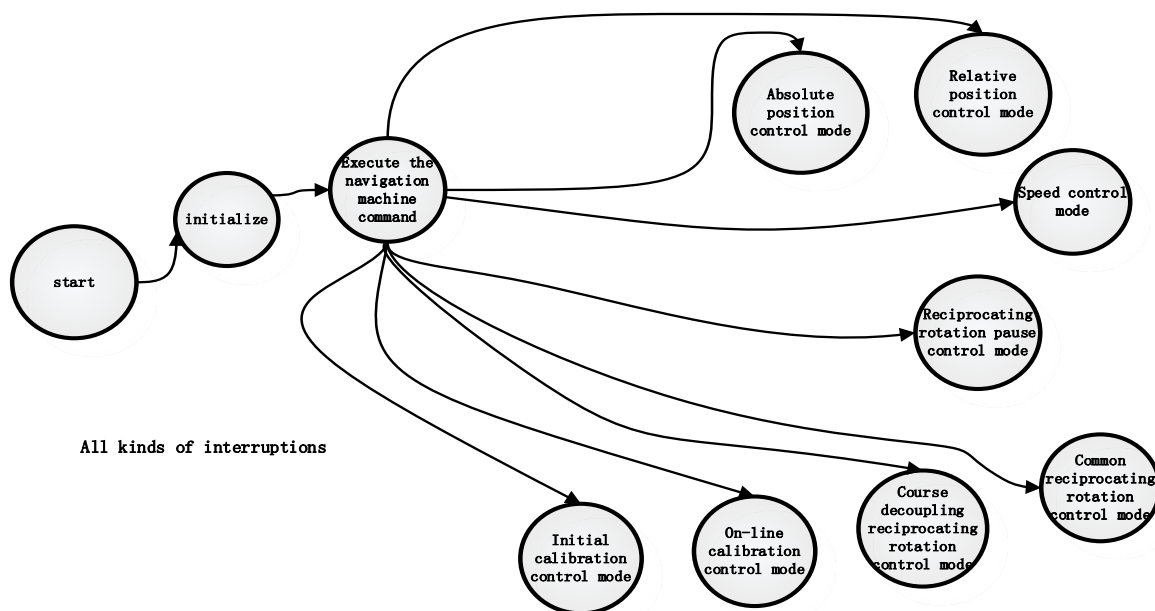 Relative
position
control mode
Absolute
position
control mode
Execute the
navigation
machine
command
initialize
Speed control
mode
start
Reciprocating
rotation pause
control mode
All kinds of interruptions
Common
reciprocating
rotation
control mode
Course
decoupling
reciprocating
rotation
control mode
On-line
calibration
control mode
Initial
calibration
control mode